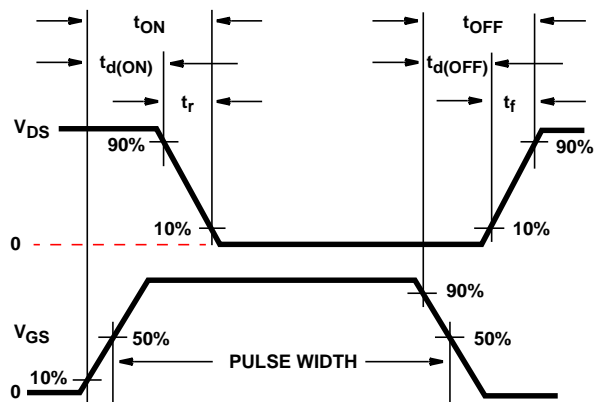 tON tOFF
td(ON) td(OFF)
tr tf
VDS
90% 90%
10% 10%
0
90%
VGS 50% 50%
PULSE WIDTH
10%
0